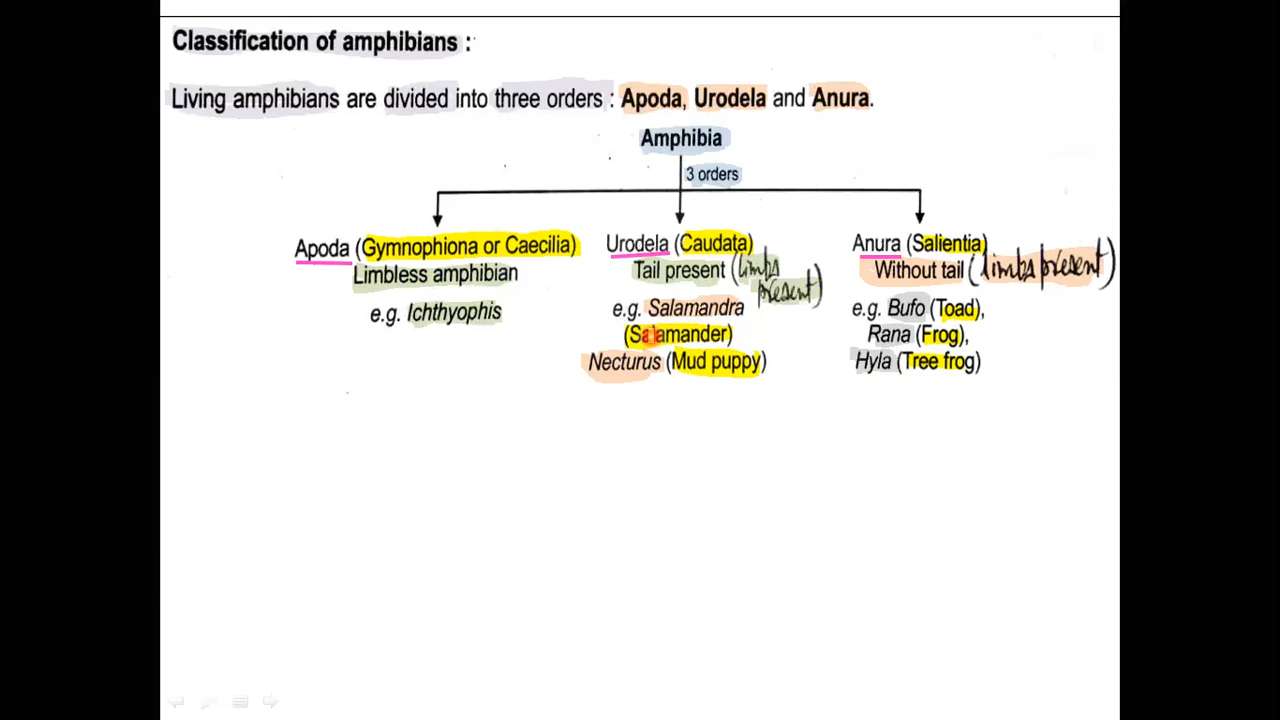 Classification of amphibians :
Living amphibians are divided into three orders : Apoda, Urodela and Anura.
Amphibia
3 orders
Apoda (Gymnophiona or Caecilia)
Limbless amphibian
e.g. Ichthyophis
Urodela (Caudata)
Tail present (limbs
present)
e.g. Salamandra
(Salamander)
Necturus (Mud puppy)
Anura (Salientia)
Without tail (limbs present)
e.g. Bufo (Toad),
Rana (Frog),
Hyla (Tree frog)